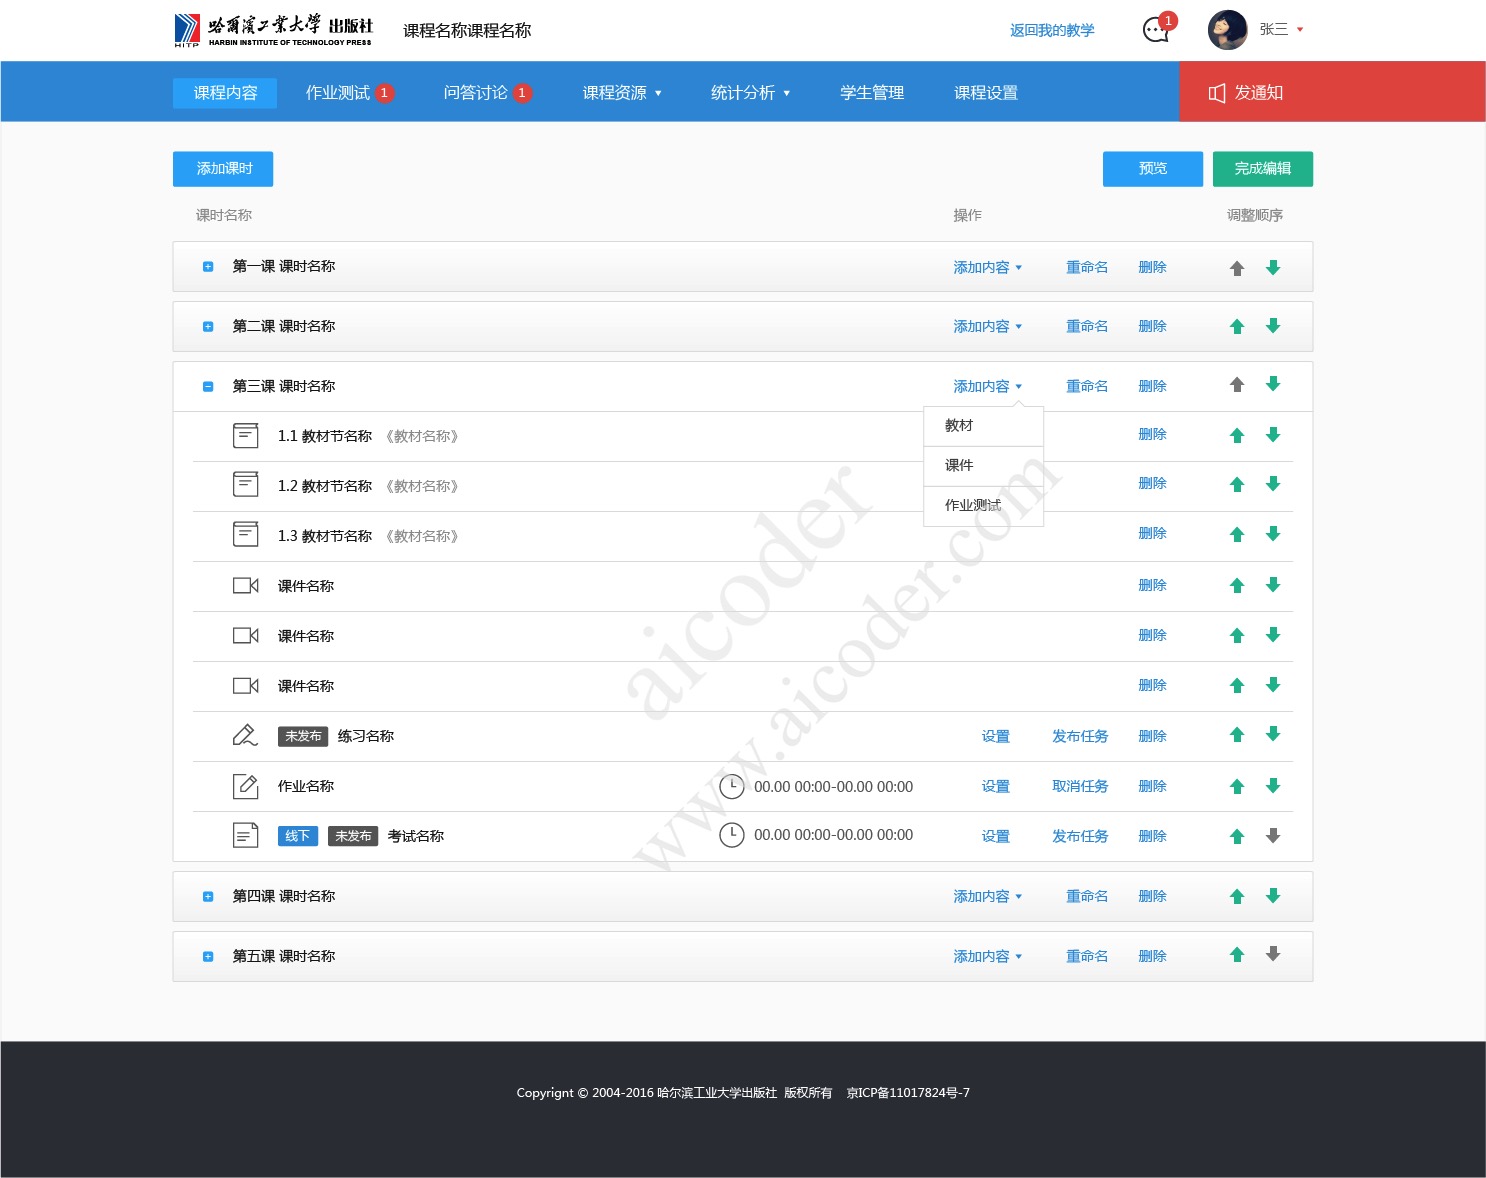 哈尔滨工业大学 出版社
HITP HARBIN INSTITUTE OF TECHNOLOGY PRESS
课程名称课程名称
返回我的教学
1
张三
课程内容 作业测试 1 问答讨论 1 课程资源 统计分析 学生管理 课程设置 发通知
添加课时 预览 完成编辑
课时名称 操作 调整顺序
第一课 课时名称 添加内容 重命名 删除
第二课 课时名称 添加内容 重命名 删除
第三课 课时名称 添加内容 重命名 删除
教材
课件
作业测试
1.1 教材节名称 《教材名称》 删除
1.2 教材节名称 《教材名称》 删除
1.3 教材节名称 《教材名称》 删除
课件名称 删除
课件名称 删除
课件名称 删除
未发布 练习名称 设置 发布任务 删除
作业名称 00.00 00:00-00.00 00:00 设置 取消任务 删除
线下 未发布 考试名称 00.00 00:00-00.00 00:00 设置 发布任务 删除
第四课 课时名称 添加内容 重命名 删除
第五课 课时名称 添加内容 重命名 删除
aicoder
www.aicoder.com
Copyrignt © 2004-2016 哈尔滨工业大学出版社 版权所有 京ICP备11017824号-7